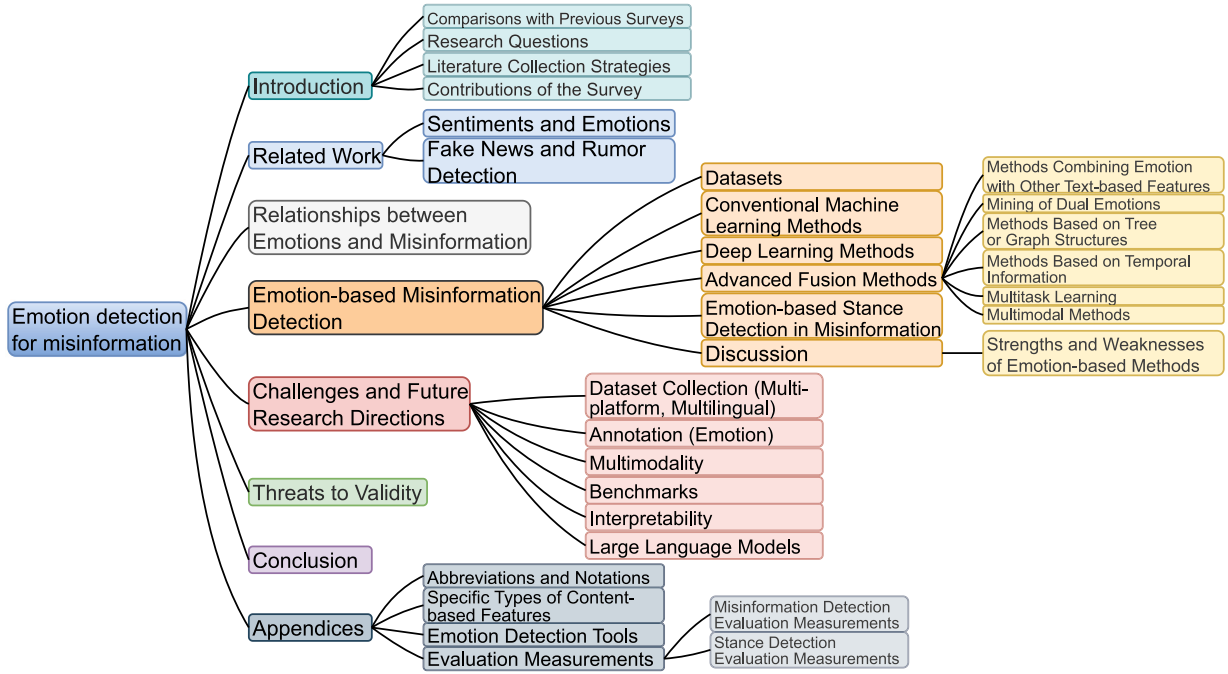 Emotion detection
for misinformation
Introduction
Comparisons with Previous Surveys
Research Questions
Literature Collection Strategies
Contributions of the Survey
Related Work
Sentiments and Emotions
Fake News and Rumor
Detection
Relationships between
Emotions and Misinformation
Emotion-based Misinformation
Detection
Datasets
Conventional Machine
Learning Methods
Deep Learning Methods
Advanced Fusion Methods
Methods Combining Emotion
with Other Text-based Features
Mining of Dual Emotions
Methods Based on Tree
or Graph Structures
Methods Based on Temporal
Information
Multitask Learning
Multimodal Methods
Emotion-based Stance
Detection in Misinformation
Discussion
Strengths and Weaknesses
of Emotion-based Methods
Challenges and Future
Research Directions
Dataset Collection (Multi-
platform, Multilingual)
Annotation (Emotion)
Multimodality
Benchmarks
Interpretability
Large Language Models
Threats to Validity
Conclusion
Appendices
Abbreviations and Notations
Specific Types of Content-
based Features
Emotion Detection Tools
Evaluation Measurements
Misinformation Detection
Evaluation Measurements
Stance Detection
Evaluation Measurements